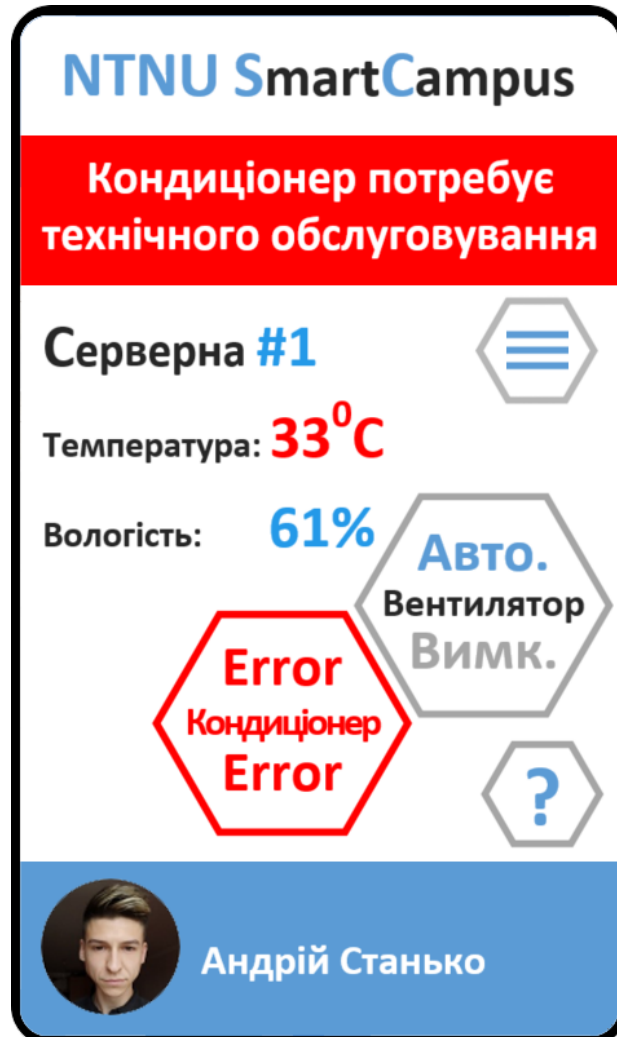 NTNU SmartCampus
Кондиціонер потребує
технічного обслуговування
Серверна #1
Температура: 33⁰C
Вологість: 61%
Авто.
Вентилятор
Вимк.
Error
Кондиціонер
Error
?
Андрій Станько